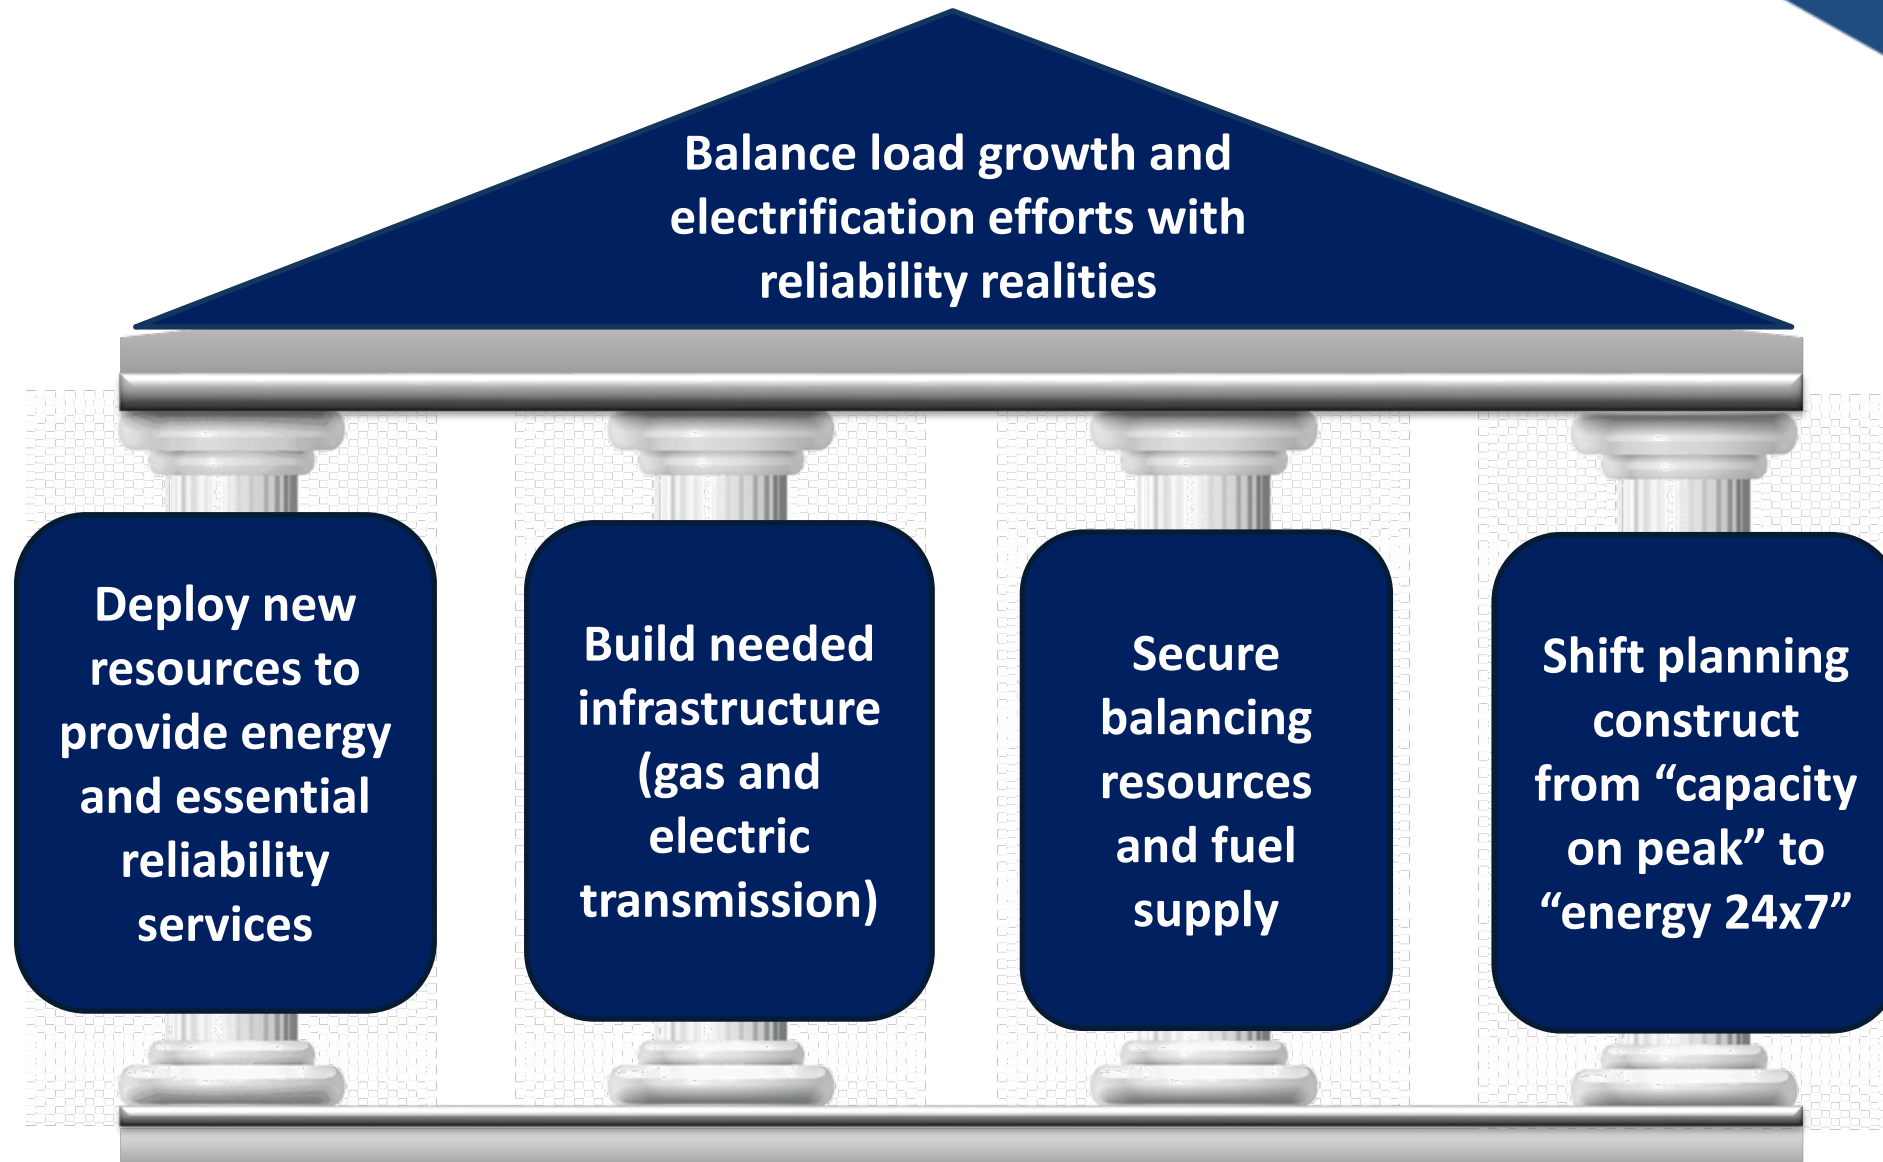 Balance load growth and
electrification efforts with
reliability realities
Deploy new
resources to
provide energy
and essential
reliability
services
Build needed
infrastructure
(gas and
electric
transmission)
Secure
balancing
resources
and fuel
supply
Shift planning
construct
from “capacity
on peak” to
“energy 24x7”